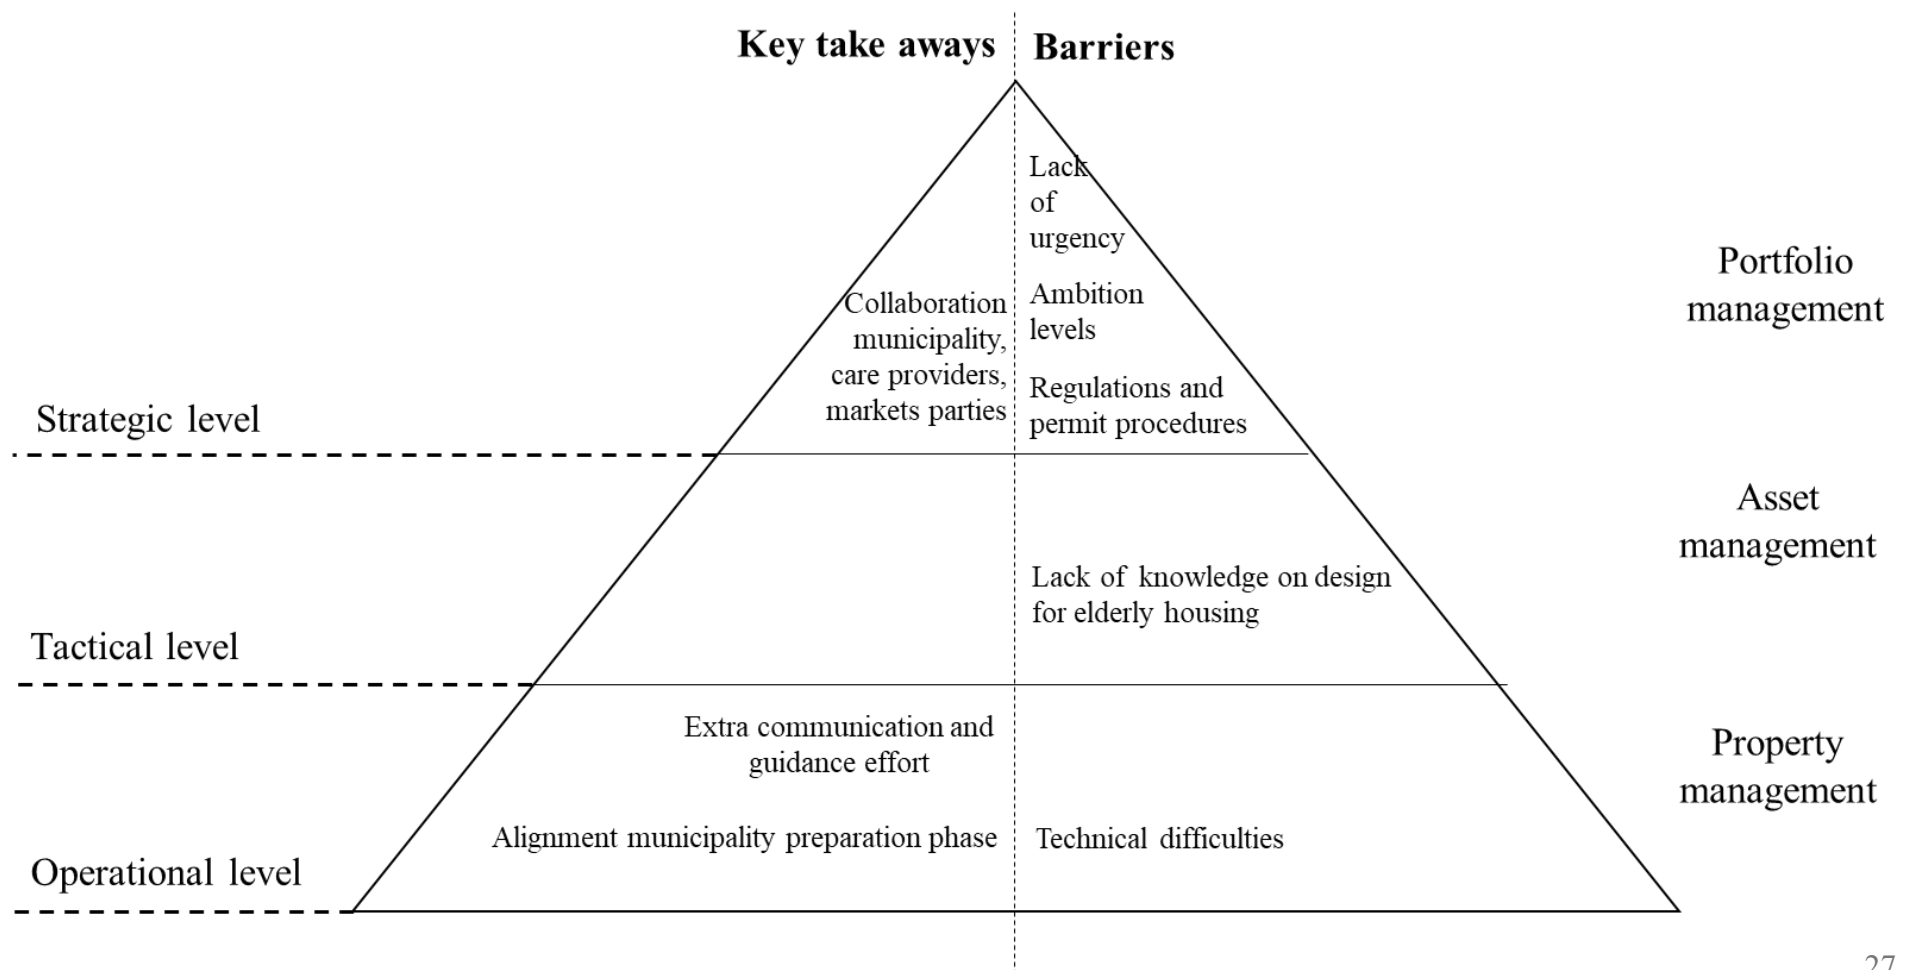 Key take aways
Barriers
Lack
of
urgency
Portfolio
management
Collaboration
municipality,
care providers,
markets parties
Ambition
levels
Regulations and
permit procedures
Strategic level
Asset
management
Lack of knowledge on design
for elderly housing
Tactical level
Extra communication and
guidance effort
Property
management
Alignment municipality preparation phase
Technical difficulties
Operational level
27